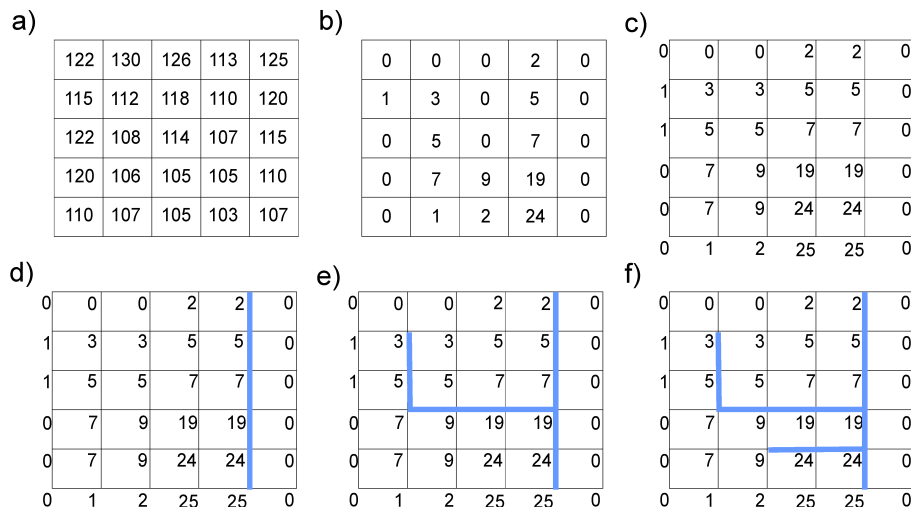 a) b) c)
122 130 126 113 125
115 112 118 110 120
122 108 114 107 115
120 106 105 105 110
110 107 105 103 107
0 0 0 2 0
1 3 0 5 0
0 5 0 7 0
0 7 9 19 0
0 1 2 24 0
0 0 0 2 2 0
1 3 3 5 5 0
1 5 5 7 7 0
0 7 9 19 19 0
0 7 9 24 24 0
0 1 2 25 25 0
d) e) f)
0 0 0 2 2 0
1 3 3 5 5 0
1 5 5 7 7 0
0 7 9 19 19 0
0 7 9 24 24 0
0 1 2 25 25 0
0 0 0 2 2 0
1 3 3 5 5 0
1 5 5 7 7 0
0 7 9 19 19 0
0 7 9 24 24 0
0 1 2 25 25 0
0 0 0 2 2 0
1 3 3 5 5 0
1 5 5 7 7 0
0 7 9 19 19 0
0 7 9 24 24 0
0 1 2 25 25 0